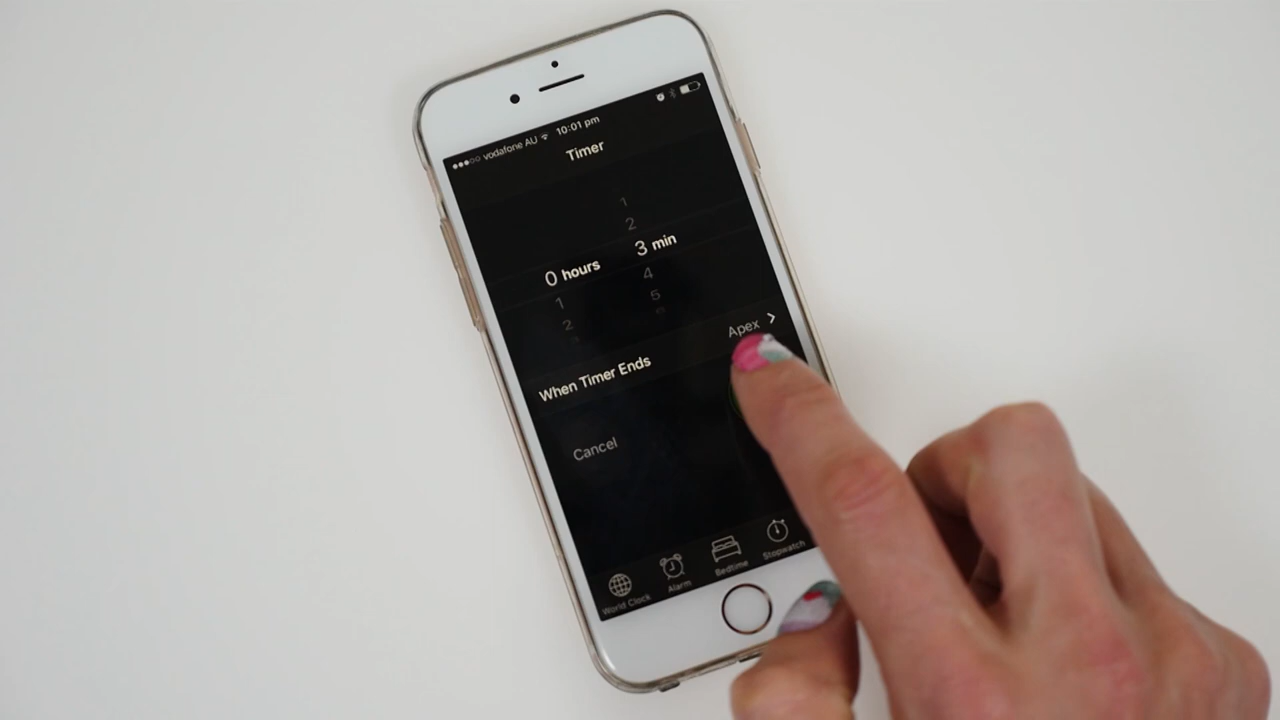 vodafone AU 10:01 pm
Timer
1
2
0 hours 3 min
1 4
2 5
When Timer Ends Apex
Cancel
World Clock Alarm Bedtime Stopwatch